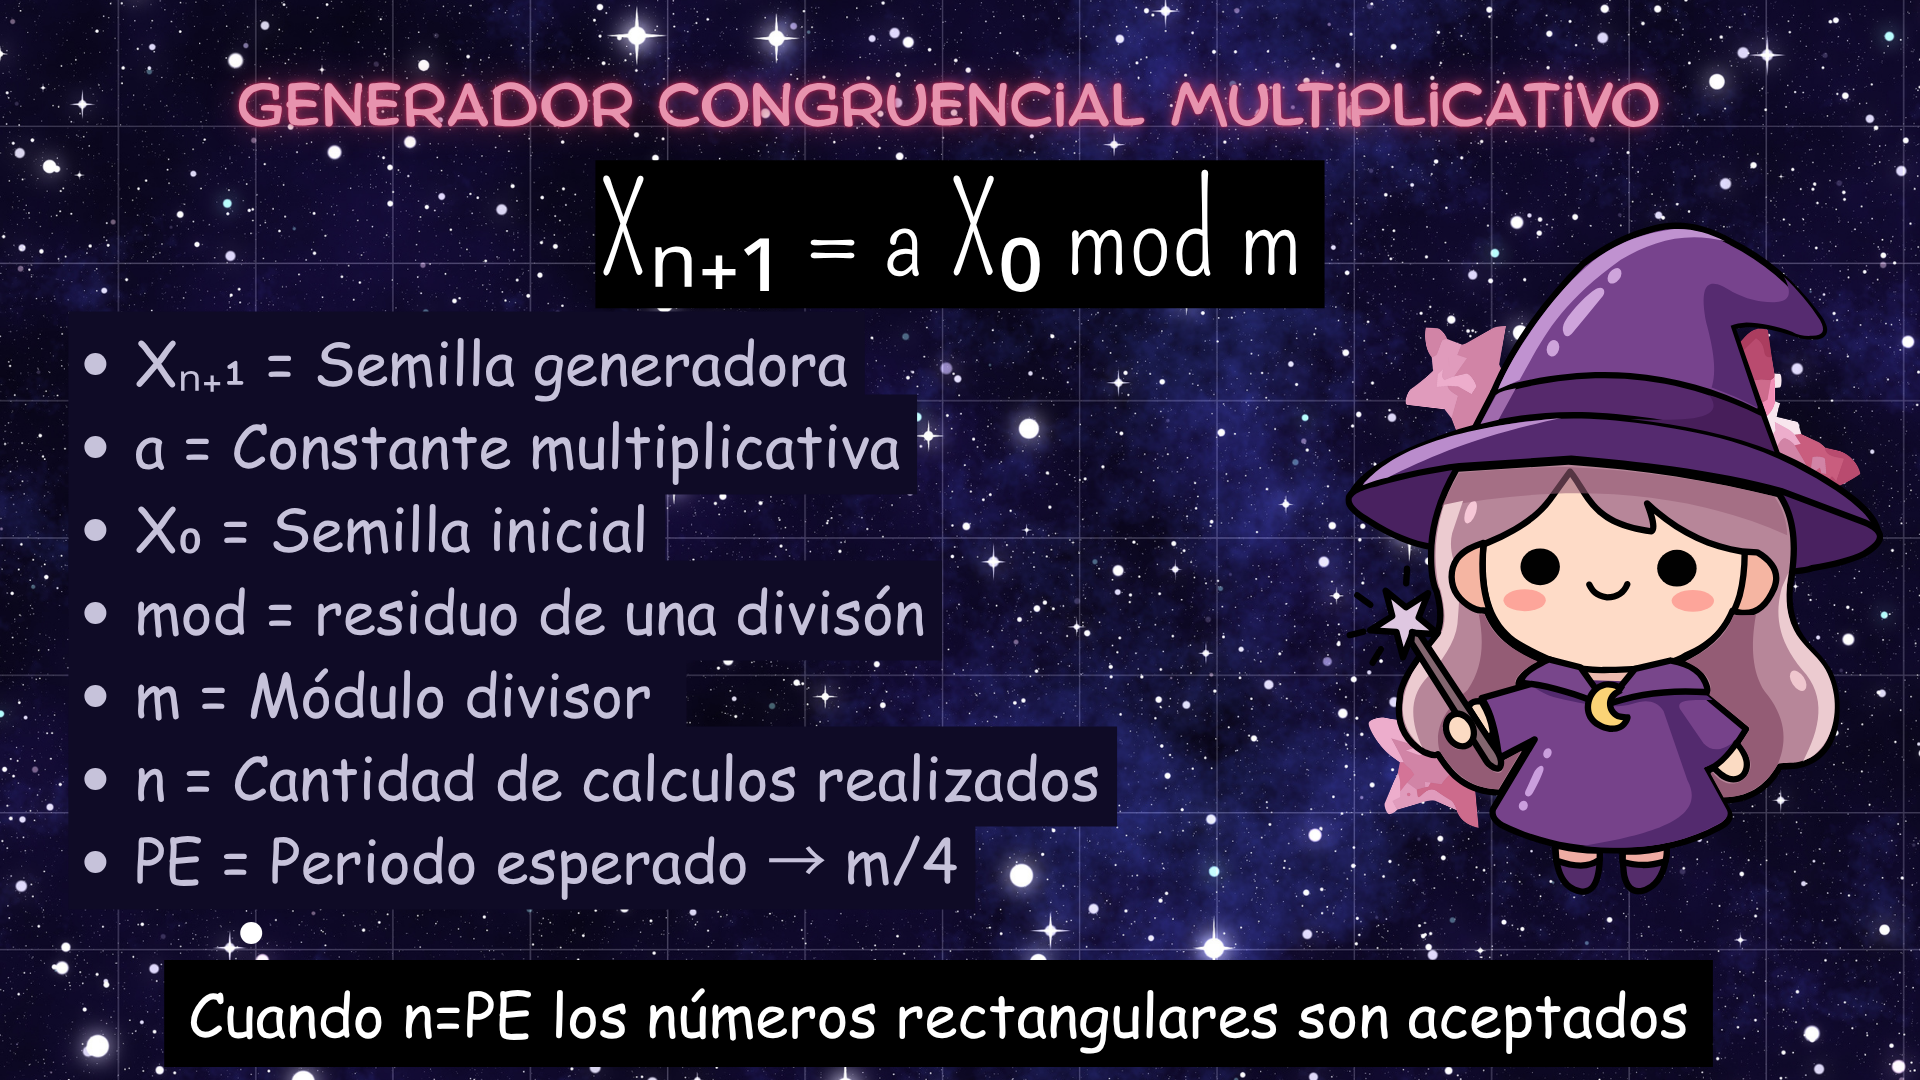 GENERADOR CONGRUENCiAL MULTiPLiCATiVO
Xₙ₊₁ = a X₀ mod m
• Xₙ₊₁ = Semilla generadora
• a = Constante multiplicativa
• X₀ = Semilla inicial
• mod = residuo de una divisón
• m = Módulo divisor
• n = Cantidad de calculos realizados
• PE = Periodo esperado → m/4
Cuando n=PE los números rectangulares son aceptados